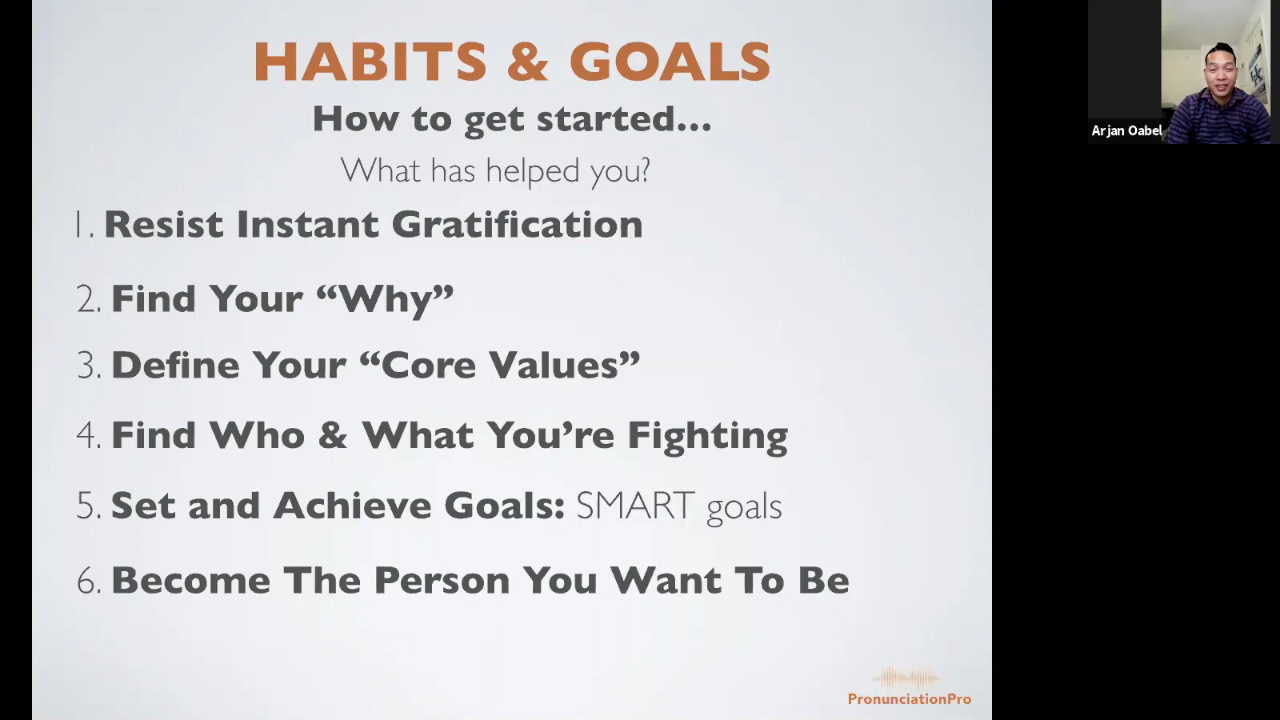 HABITS & GOALS
How to get started...
What has helped you?
1. Resist Instant Gratification
2. Find Your “Why”
3. Define Your “Core Values”
4. Find Who & What You’re Fighting
5. Set and Achieve Goals: SMART goals
6. Become The Person You Want To Be
PronunciationPro
Arjan Oabel